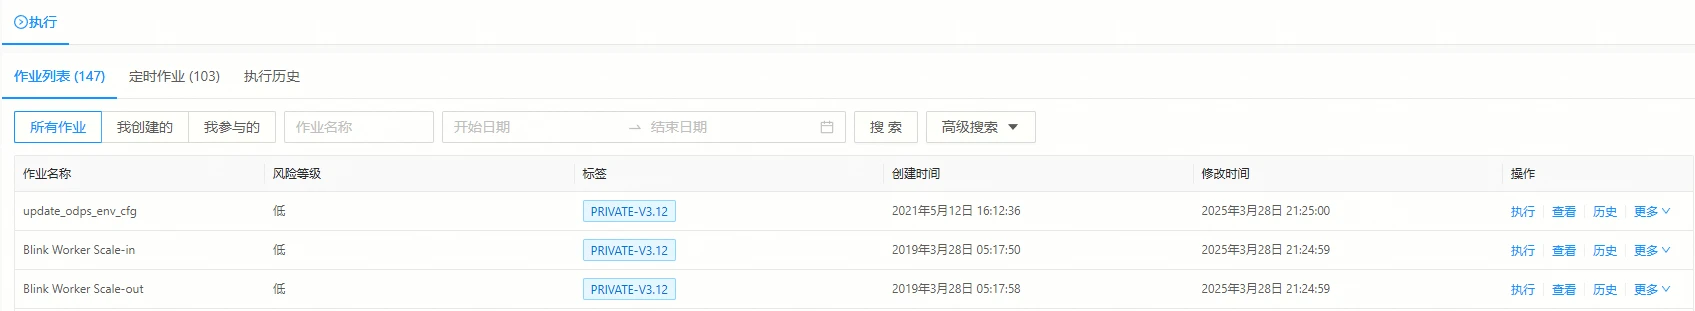 执行
作业列表 (147) 定时作业 (103) 执行历史
所有作业 我创建的 我参与的 作业名称 开始日期 → 结束日期 搜 索 高级搜索
作业名称 风险等级 标签 创建时间 修改时间 操作
update_odps_env_cfg 低 PRIVATE-V3.12 2021年5月12日 16:12:36 2025年3月28日 21:25:00 执行 查看 历史 更多
Blink Worker Scale-in 低 PRIVATE-V3.12 2019年3月28日 05:17:50 2025年3月28日 21:24:59 执行 查看 历史 更多
Blink Worker Scale-out 低 PRIVATE-V3.12 2019年3月28日 05:17:58 2025年3月28日 21:24:59 执行 查看 历史 更多